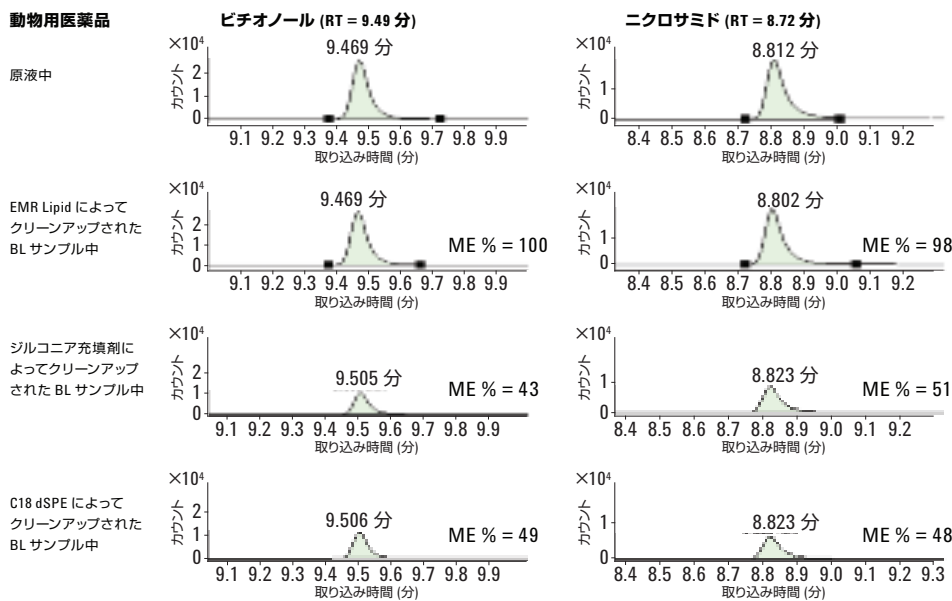 動物用医薬品
ビチオノール (RT = 9.49 分)
ニクロサミド (RT = 8.72 分)
原液中
×10⁴
9.469 分
カウント
2
1
0
9.1 9.2 9.3 9.4 9.5 9.6 9.7 9.8 9.9
取り込み時間 (分)
×10⁴
8.812 分
カウント
1
0
8.4 8.5 8.6 8.7 8.8 8.9 9.0 9.1 9.2
取り込み時間 (分)
EMR Lipid によって
クリーンアップされた
BL サンプル中
×10⁴
9.469 分
カウント
2
1
0
ME % = 100
9.1 9.2 9.3 9.4 9.5 9.6 9.7 9.8 9.9
取り込み時間 (分)
×10⁴
8.802 分
カウント
1
0
ME % = 98
8.4 8.5 8.6 8.7 8.8 8.9 9.0 9.1 9.2
取り込み時間 (分)
ジルコニア充填剤に
よってクリーンアップ
された BL サンプル中
×10⁴
9.505 分
カウント
2
1
0
ME % = 43
9.1 9.2 9.3 9.4 9.5 9.6 9.7 9.8 9.9
取り込み時間 (分)
×10⁴
8.823 分
カウント
1
0
ME % = 51
8.4 8.5 8.6 8.7 8.8 8.9 9.0 9.1 9.2
取り込み時間 (分)
C18 dSPE によって
クリーンアップされた
BL サンプル中
×10⁴
9.506 分
カウント
2
1
0
ME % = 49
9.1 9.2 9.3 9.4 9.5 9.6 9.7 9.8 9.9
取り込み時間 (分)
×10⁴
8.823 分
カウント
1
0
ME % = 48
8.4 8.5 8.6 8.7 8.8 8.9 9.0 9.1 9.2 9.3
取り込み時間 (分)